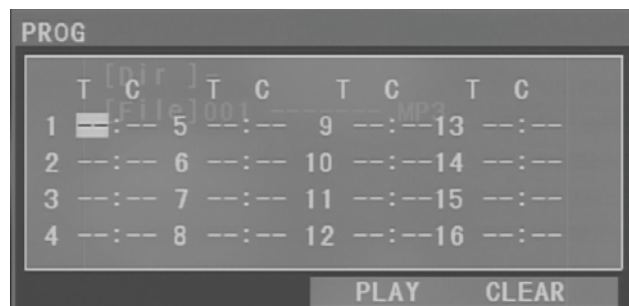 PROG
[Dir ]-
T C T C T C T C
[File]001 ------- MP3
1 --:-- 5 --:-- 9 --:-- 13 --:--
2 --:-- 6 --:-- 10 --:-- 14 --:--
3 --:-- 7 --:-- 11 --:-- 15 --:--
4 --:-- 8 --:-- 12 --:-- 16 --:--
PLAY CLEAR